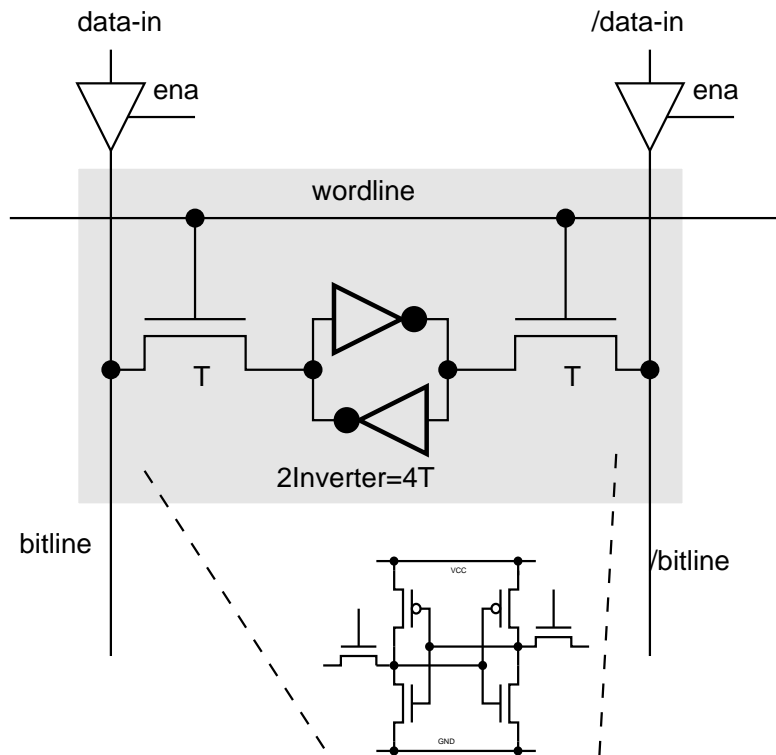 data-in
/data-in
ena
ena
wordline
T
T
2Inverter=4T
bitline
/bitline
VCC
GND